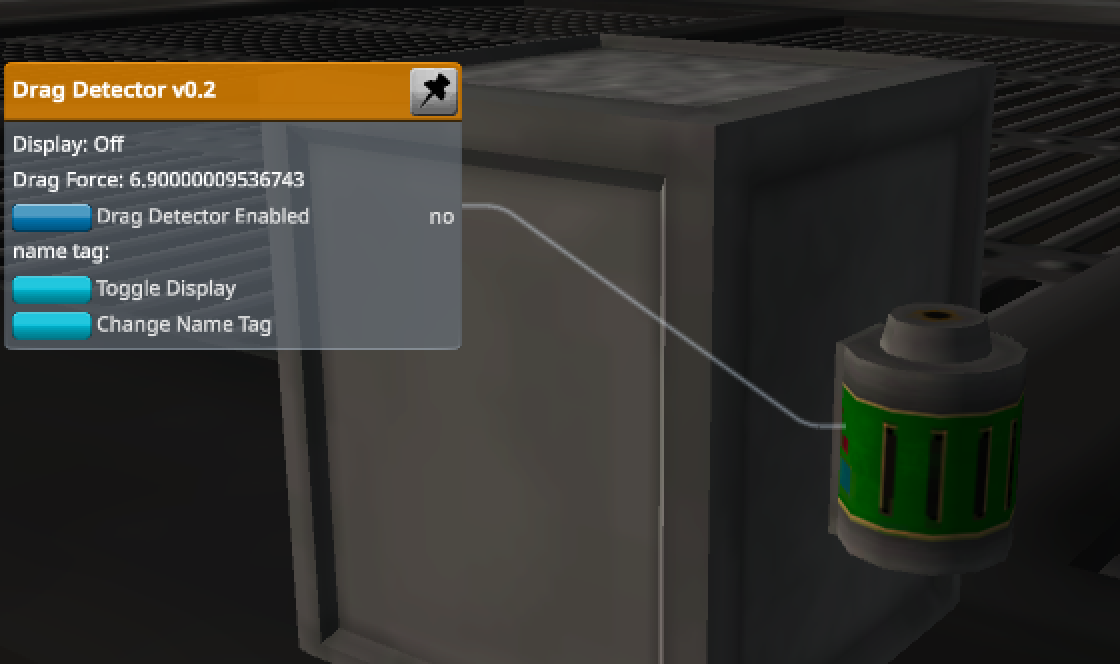 Drag Detector v0.2
Display: Off
Drag Force: 6.90000009536743
Drag Detector Enabled no
name tag:
Toggle Display
Change Name Tag